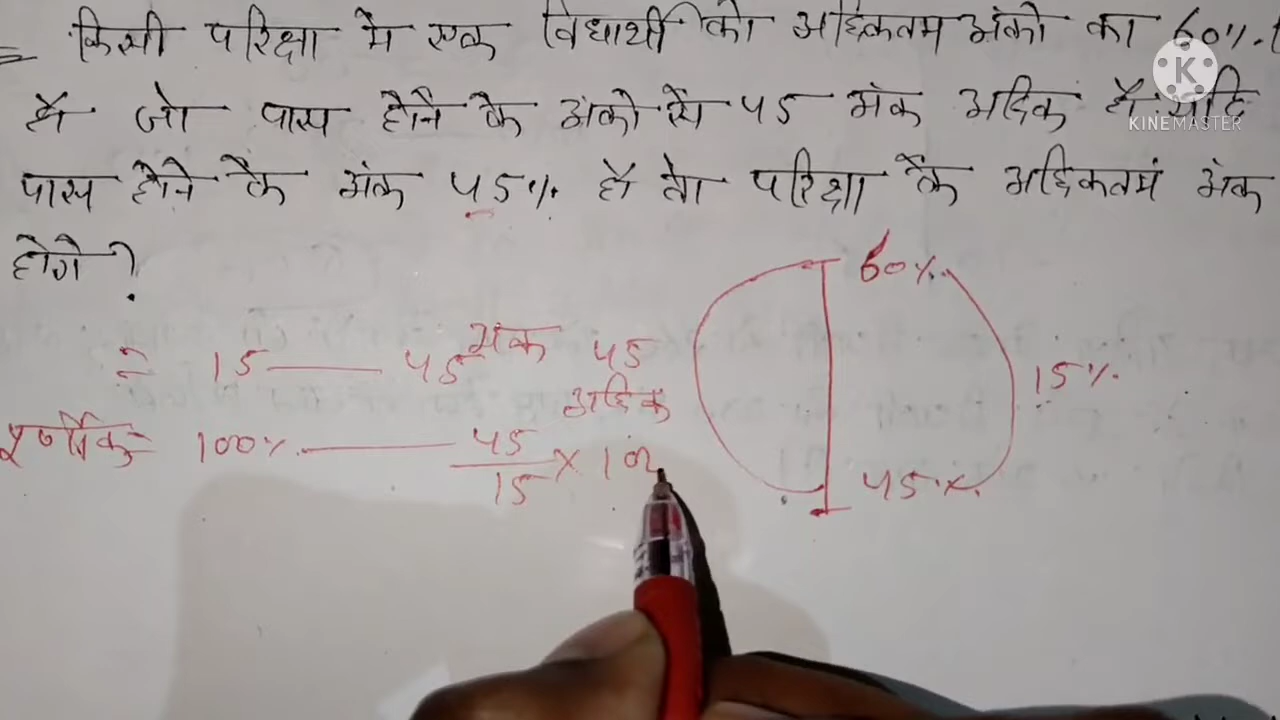 = किसी परिक्षा मे एक विधार्थी को अधिकतम अंको का 60%
है जो पास होने के अंको से 45 अंक अधिक है यदि
पास होने के अंक 45% है तो परिक्षा के अधिकतम अंक
होगे ?
60%
= 15 — 45 अंक 45
अधिक
15%
पूर्णांक = 100% — 45/15 × 100
45%
K
KINEMASTER